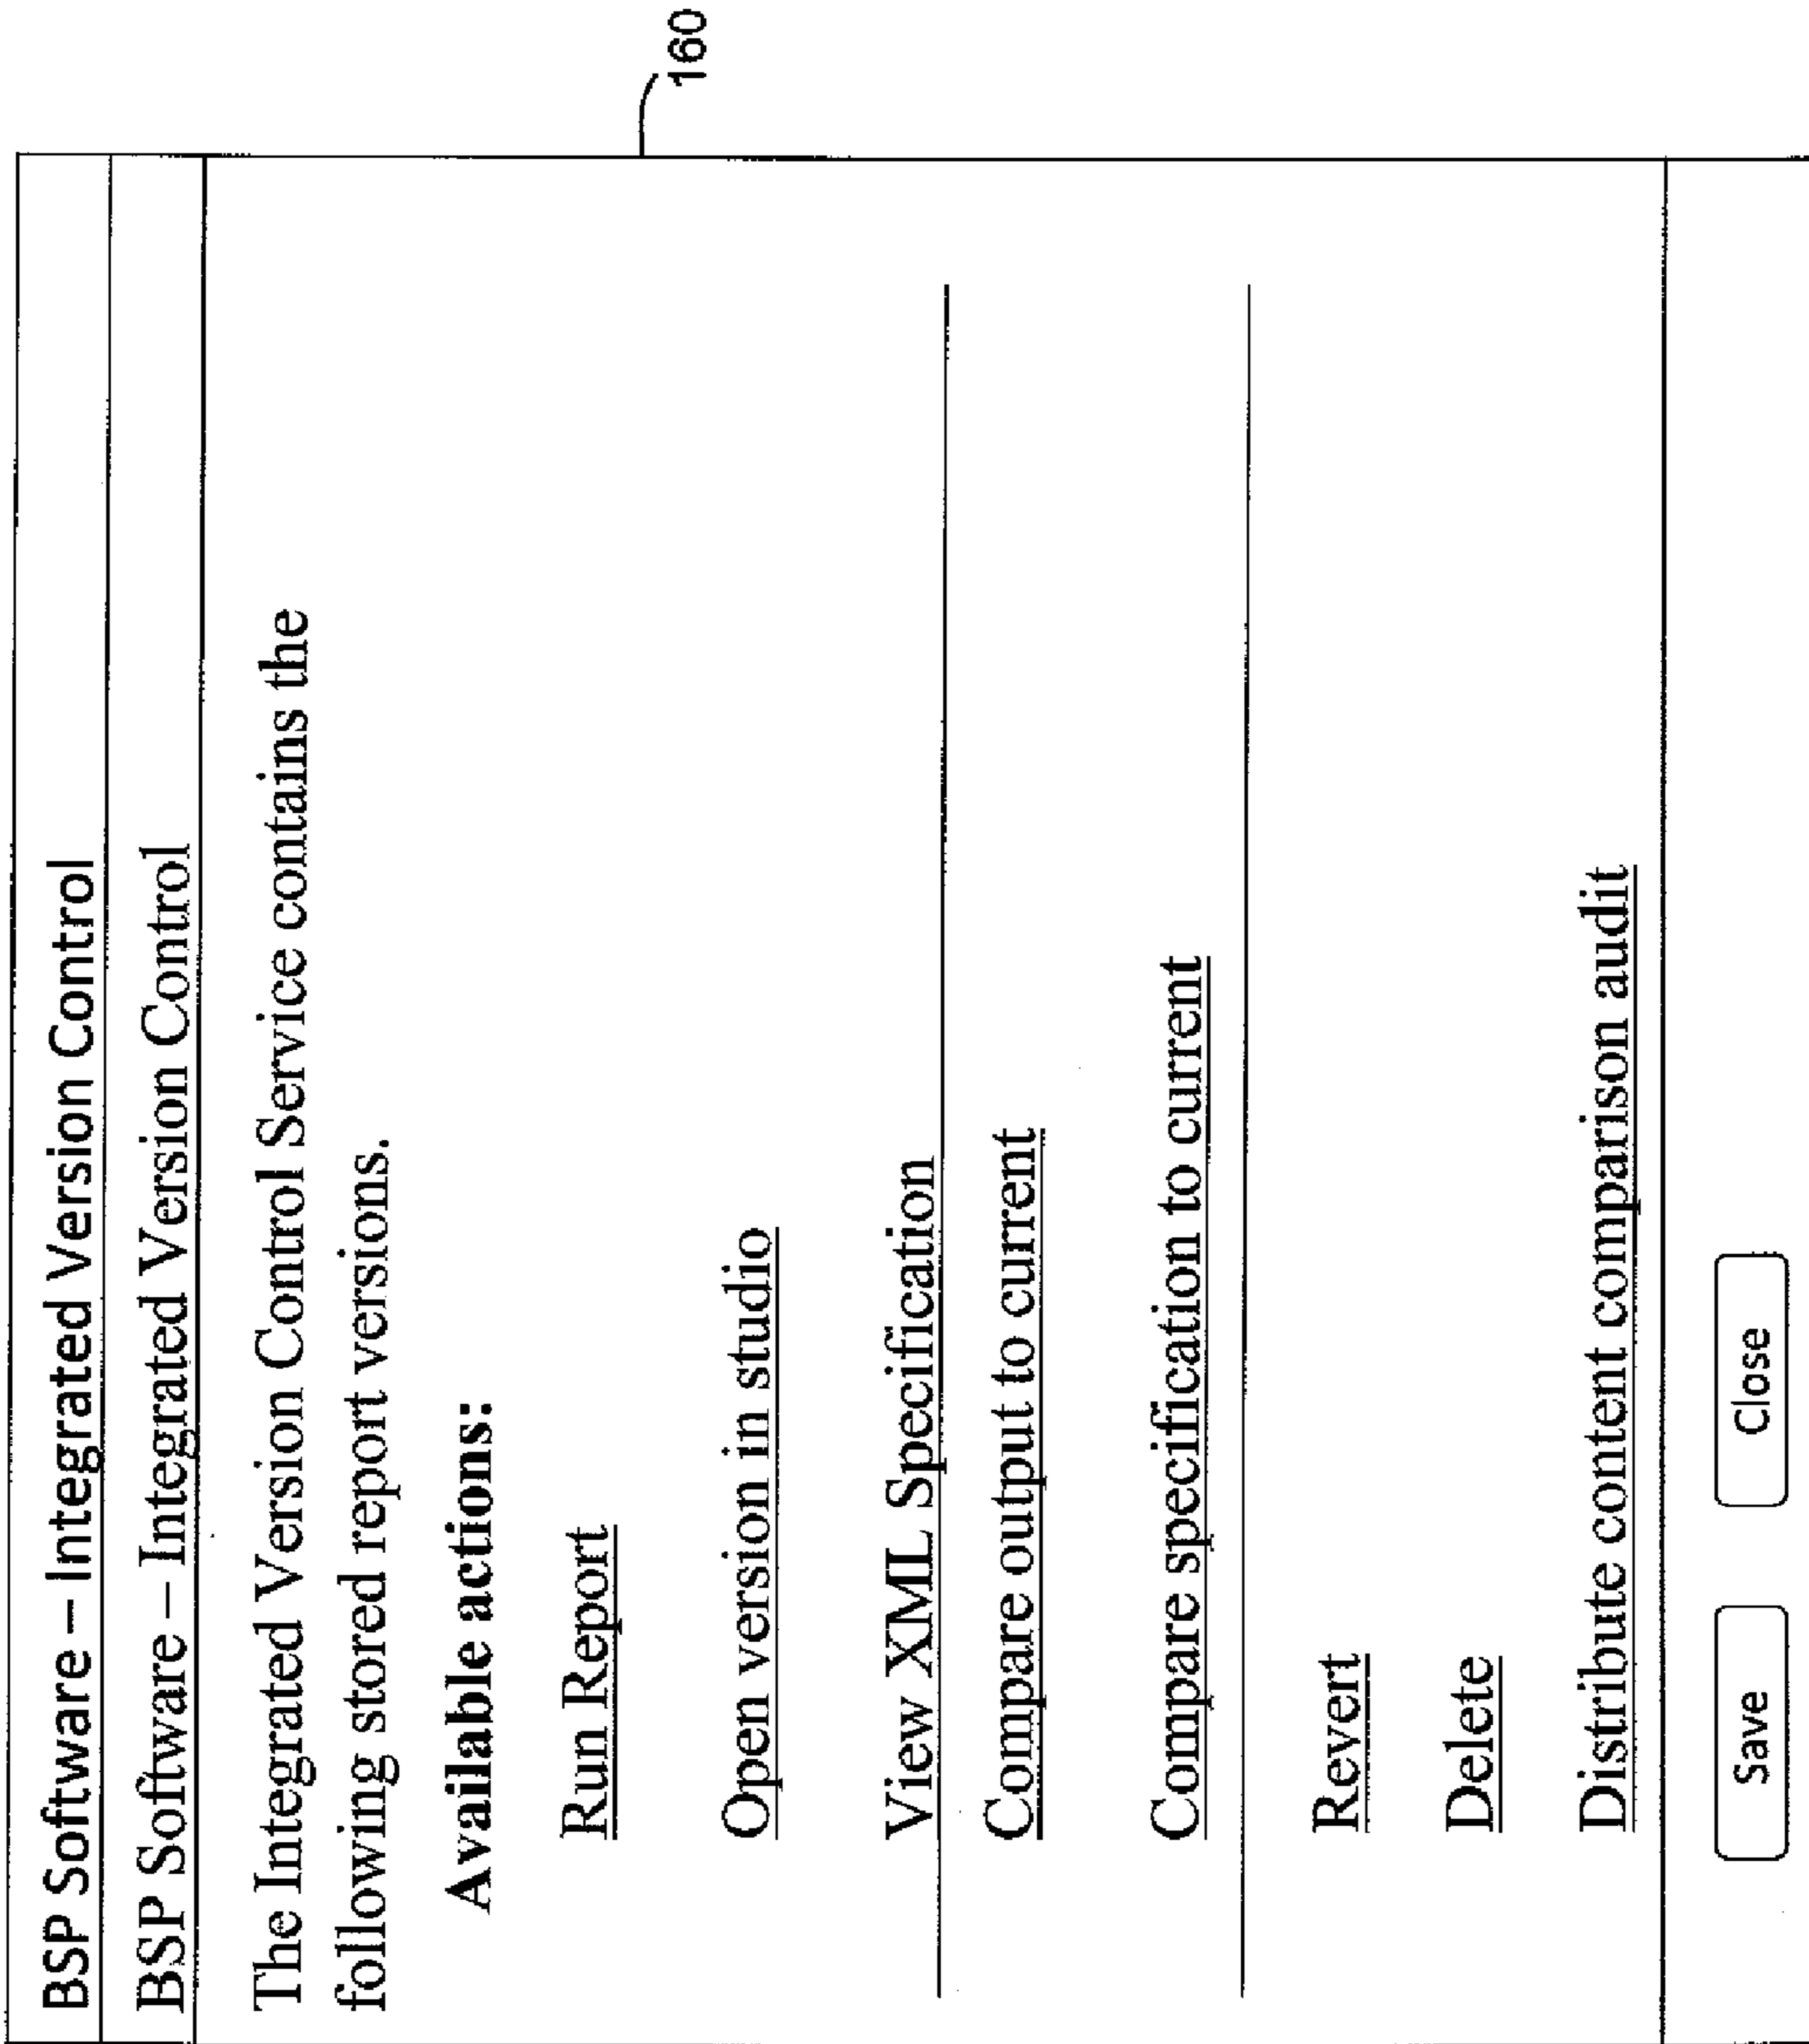 BSP Software – Integrated Version Control
BSP Software – Integrated Version Control
The Integrated Version Control Service contains the
following stored report versions.
Available actions:
Run Report
Open version in studio
View XML Specification
Compare output to current
Compare specification to current
Revert
Delete
Distribute content comparison audit
Save Close
160